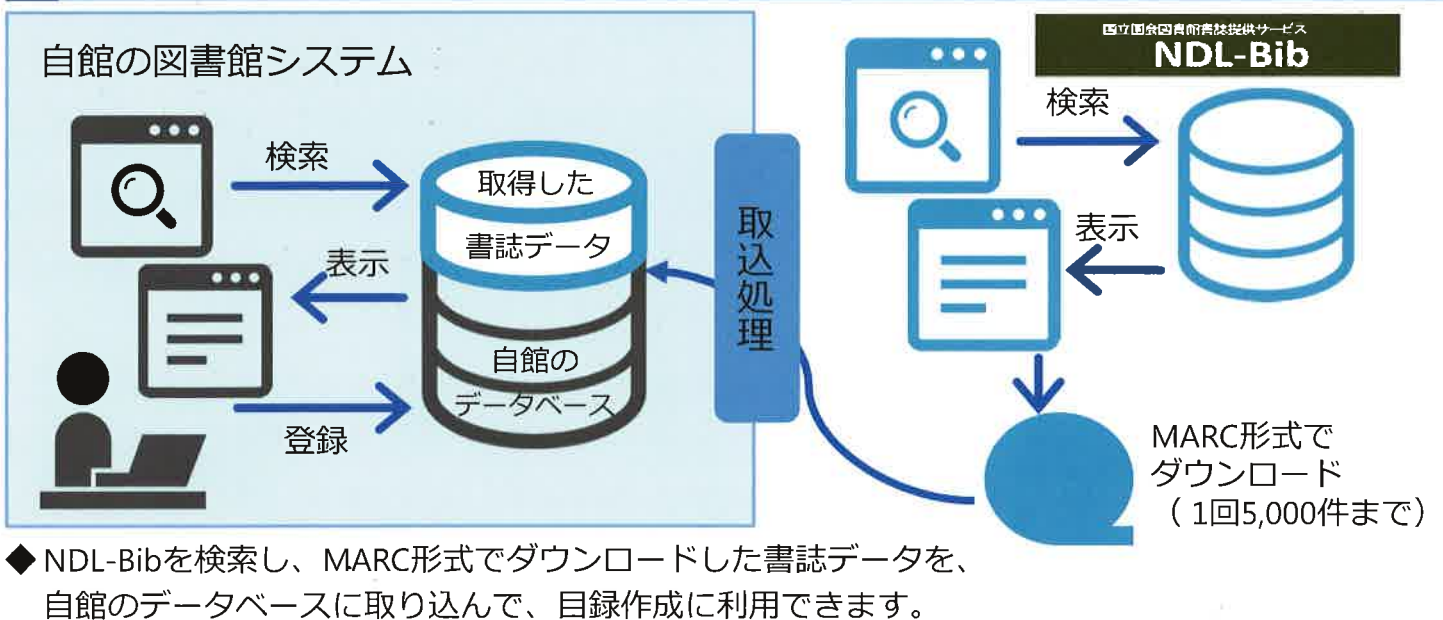 自館の図書館システム
検索
取得した
書誌データ
表示
自館の
データベース
登録
取込処理
国立国会図書館書誌提供サービス
NDL-Bib
検索
表示
MARC形式で
ダウンロード
（1回5,000件まで）
◆NDL-Bibを検索し、MARC形式でダウンロードした書誌データを、
自館のデータベースに取り込んで、目録作成に利用できます。